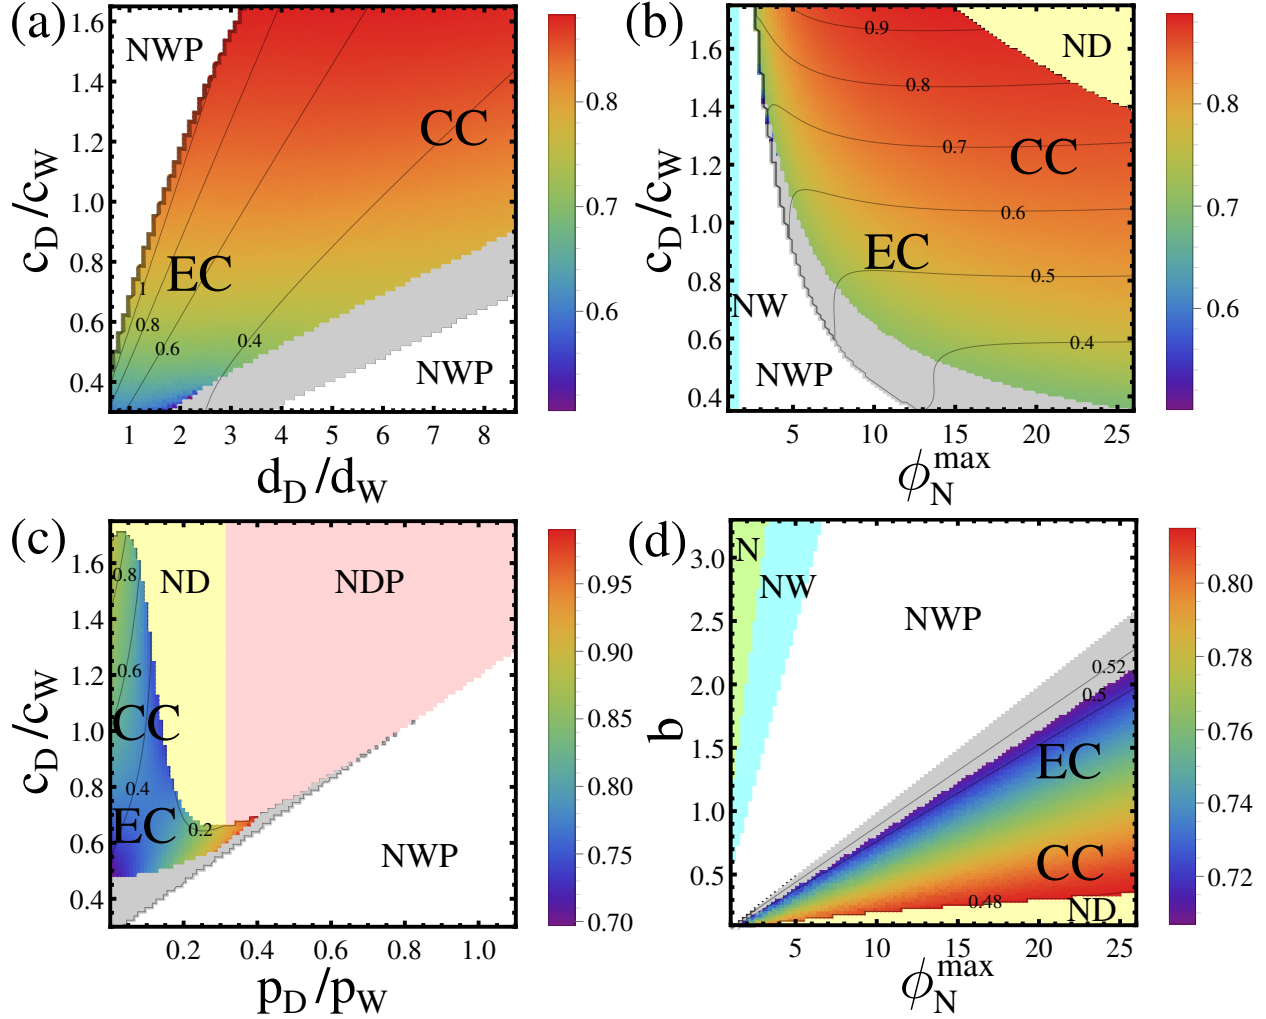 (a)
NWP
CC
EC
1
0.8
0.6
0.4
NWP
1.6
1.4
1.2
1.0
0.8
0.6
0.4
c_D/c_W
1 2 3 4 5 6 7 8
d_D/d_W
0.8
0.7
0.6
(b)
0.9
ND
0.8
0.7
CC
0.6
EC
0.5
NW
0.4
NWP
1.6
1.4
1.2
1.0
0.8
0.6
0.4
c_D/c_W
5 10 15 20 25
ϕ_N^max
0.8
0.7
0.6
(c)
0.8
ND
NDP
0.6
CC
0.4
EC
0.2
NWP
1.6
1.4
1.2
1.0
0.8
0.6
0.4
c_D/c_W
0.2 0.4 0.6 0.8 1.0
p_D/p_W
0.95
0.90
0.85
0.80
0.75
0.70
(d)
N
NW
NWP
0.52
0.5
EC
CC
0.48
ND
3.0
2.5
2.0
1.5
1.0
0.5
b
5 10 15 20 25
ϕ_N^max
0.80
0.78
0.76
0.74
0.72